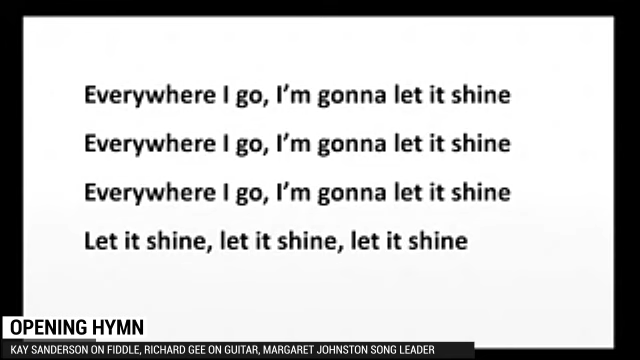 Everywhere I go, I'm gonna let it shine
Everywhere I go, I'm gonna let it shine
Everywhere I go, I'm gonna let it shine
Let it shine, let it shine, let it shine
OPENING HYMN
KAY SANDERSON ON FIDDLE, RICHARD GEE ON GUITAR, MARGARET JOHNSTON SONG LEADER